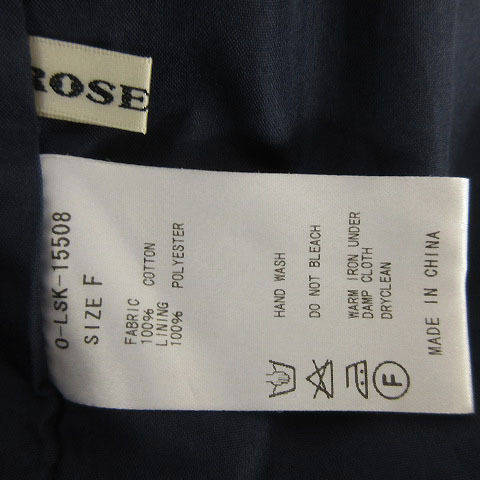 ROSE
O-LSK-15508
SIZE F
FABRIC
100% COTTON
LINING
100% POLYESTER
HAND WASH
DO NOT BLEACH
WARM IRON UNDER
DAMP CLOTH
DRYCLEAN
F
MADE IN CHINA